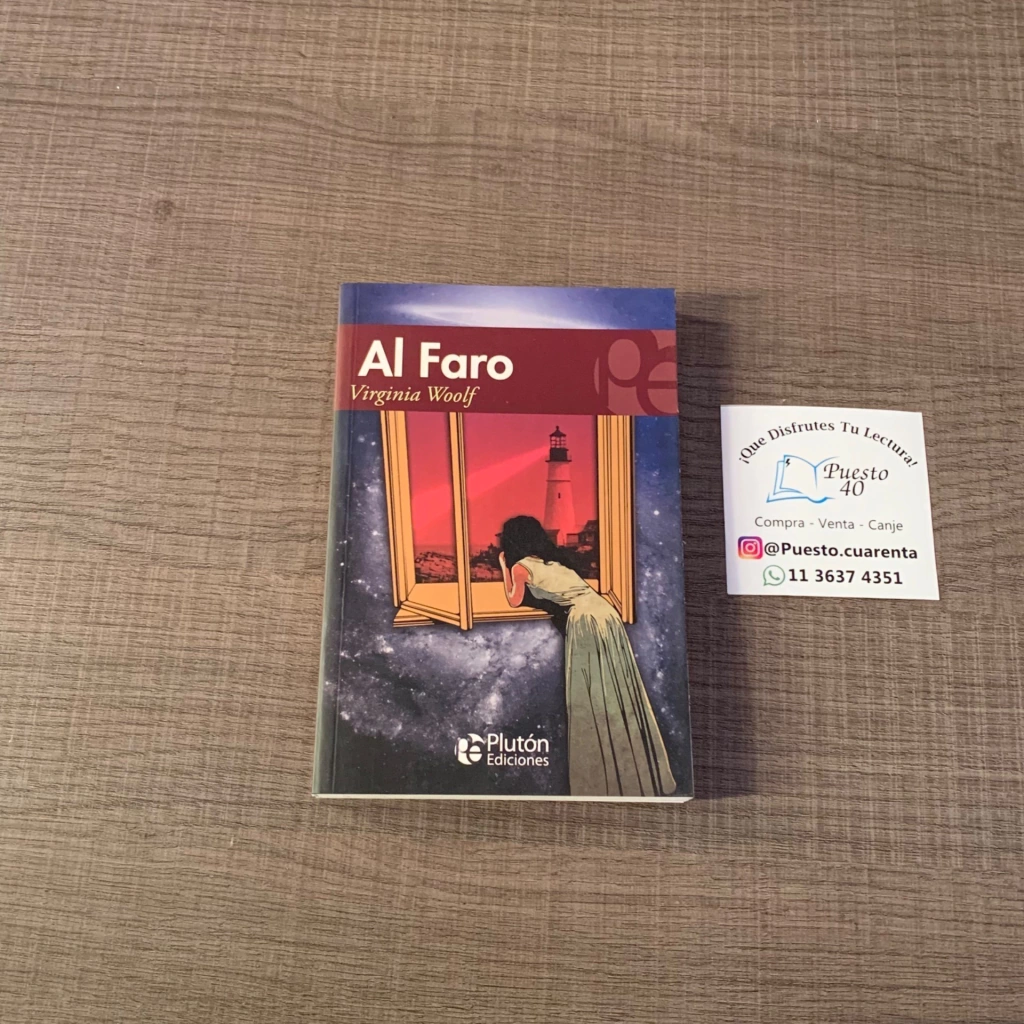 Al Faro
Virginia Woolf
Plutón
Ediciones
¡Que Disfrutes Tu Lectura!
Puesto
40
Compra - Venta - Canje
@Puesto.cuarenta
11 3637 4351